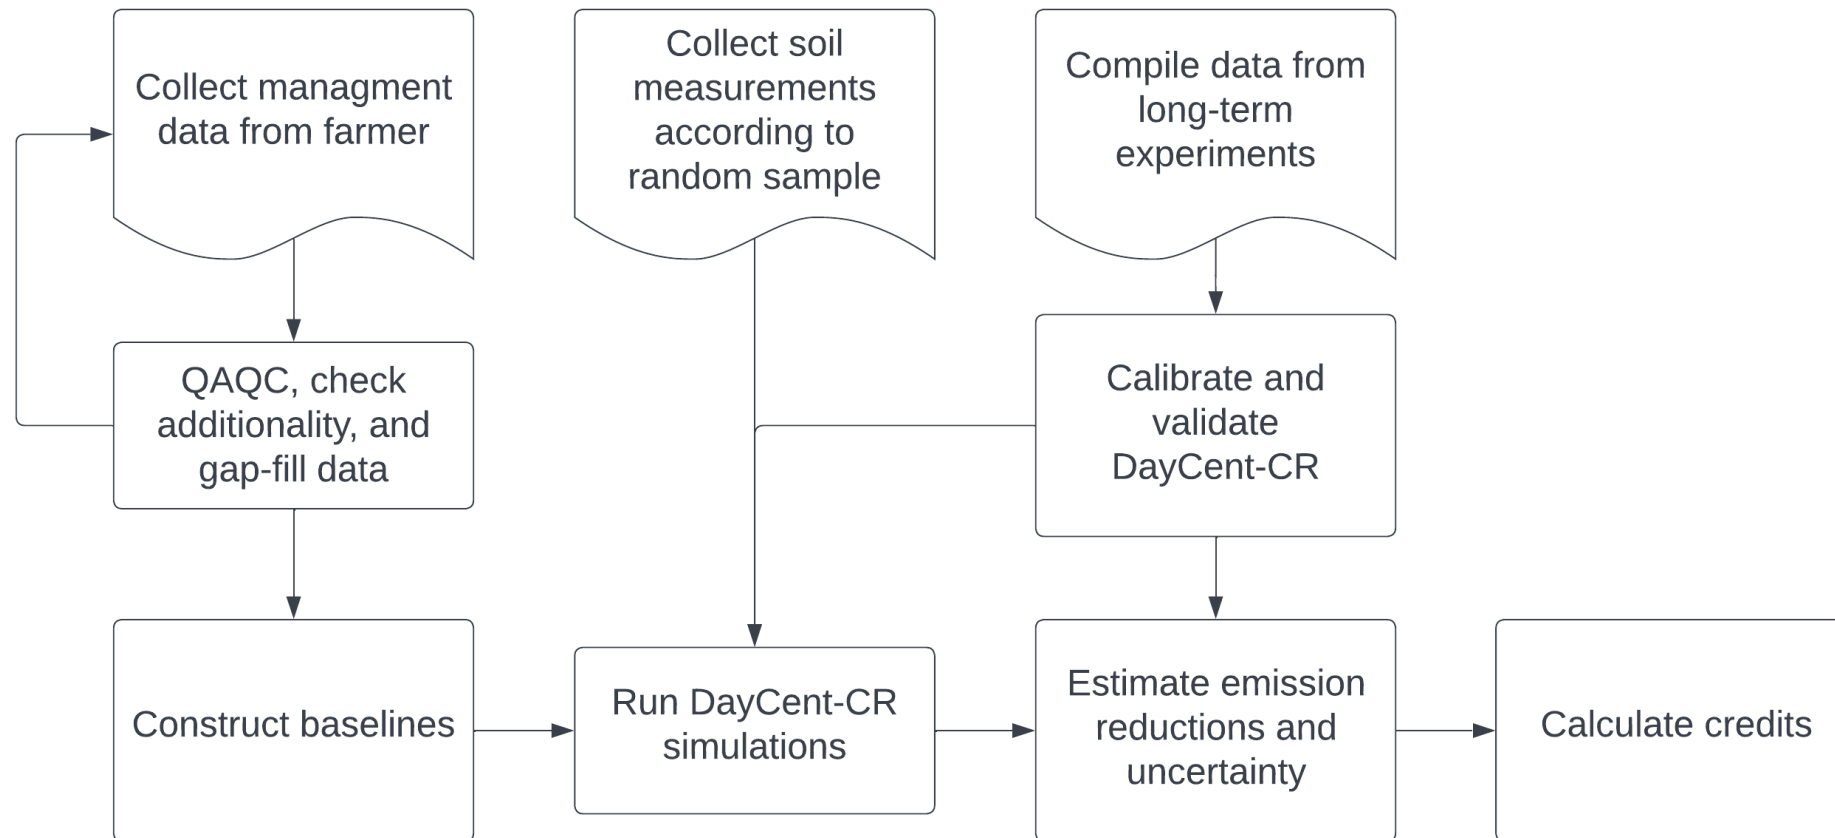 Collect managment
data from farmer
Collect soil
measurements
according to
random sample
Compile data from
long-term
experiments
QAQC, check
additionality, and
gap-fill data
Calibrate and
validate
DayCent-CR
Construct baselines
Run DayCent-CR
simulations
Estimate emission
reductions and
uncertainty
Calculate credits